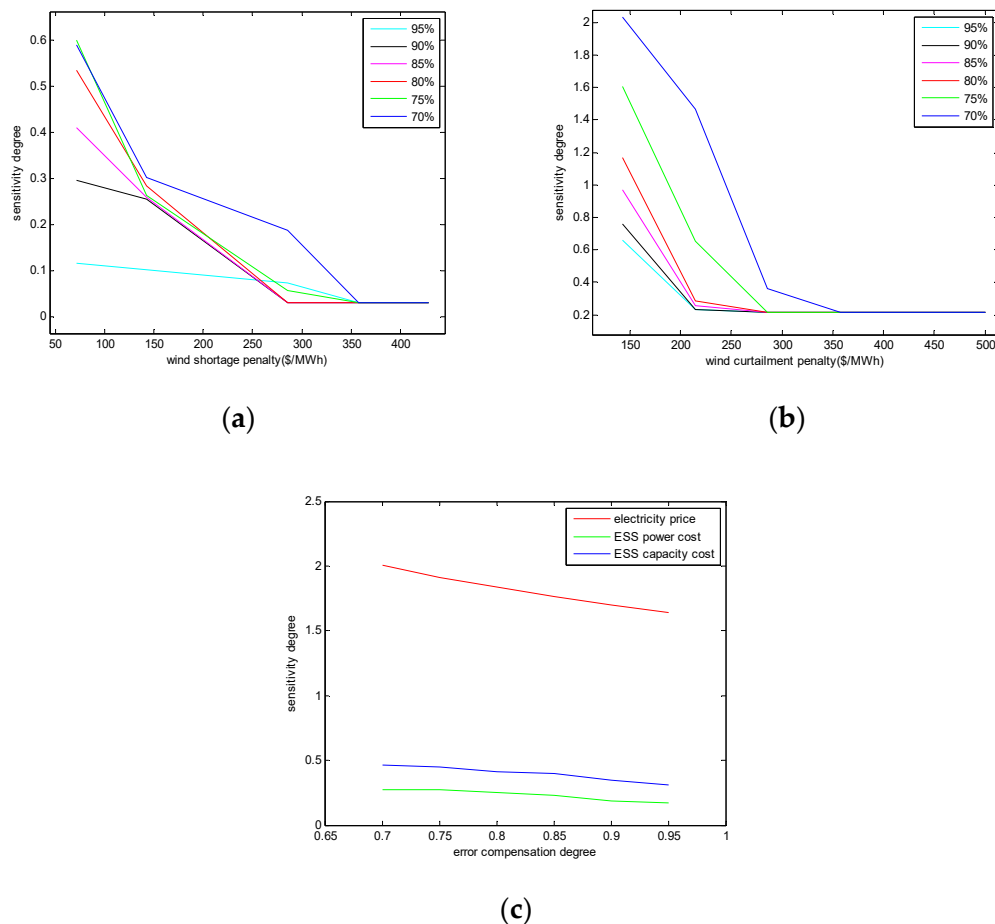 0.6
0.5
0.4
0.3
0.2
0.1
0
sensitivity degree
50 100 150 200 250 300 350 400
wind shortage penalty($/MWh)
95%
90%
85%
80%
75%
70%
(a)
2
1.8
1.6
1.4
1.2
1
0.8
0.6
0.4
0.2
sensitivity degree
150 200 250 300 350 400 450 500
wind curtailment penalty($/MWh)
95%
90%
85%
80%
75%
70%
(b)
2.5
2
1.5
1
0.5
0
sensitivity degree
0.65 0.7 0.75 0.8 0.85 0.9 0.95 1
error compensation degree
electricity price
ESS power cost
ESS capacity cost
(c)